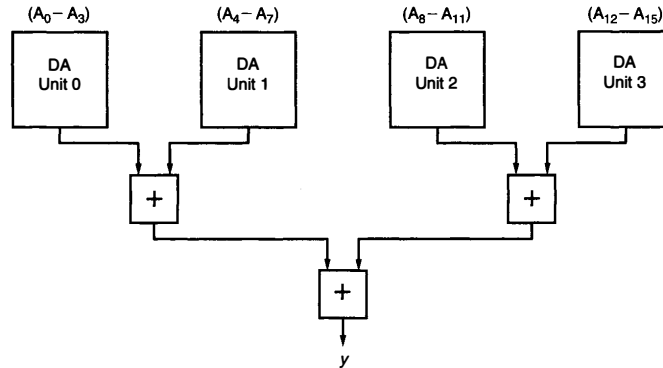 (A₀ – A₃) (A₄ – A₇) (A₈ – A₁₁) (A₁₂ – A₁₅)
DA DA DA DA
Unit 0 Unit 1 Unit 2 Unit 3
+ +
+
y